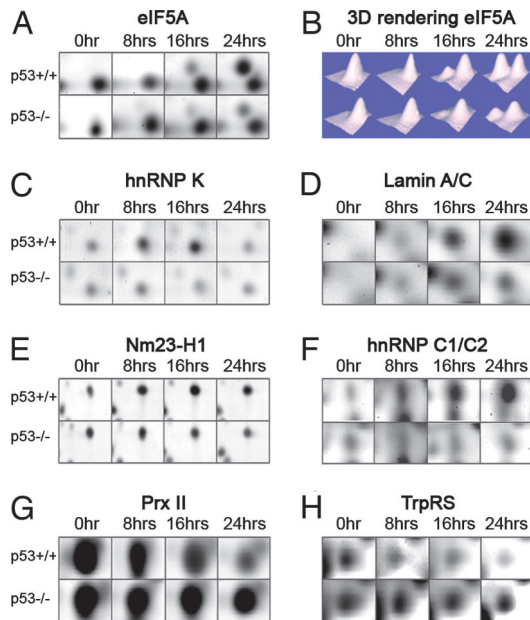 A eIF5A
0hr 8hrs 16hrs 24hrs
p53+/+
p53-/-
B 3D rendering eIF5A
0hr 8hrs 16hrs 24hrs
C hnRNP K
0hr 8hrs 16hrs 24hrs
p53+/+
p53-/-
D Lamin A/C
0hr 8hrs 16hrs 24hrs
E Nm23-H1
0hr 8hrs 16hrs 24hrs
p53+/+
p53-/-
F hnRNP C1/C2
0hr 8hrs 16hrs 24hrs
G Prx II
0hr 8hrs 16hrs 24hrs
p53+/+
p53-/-
H TrpRS
0hr 8hrs 16hrs 24hrs